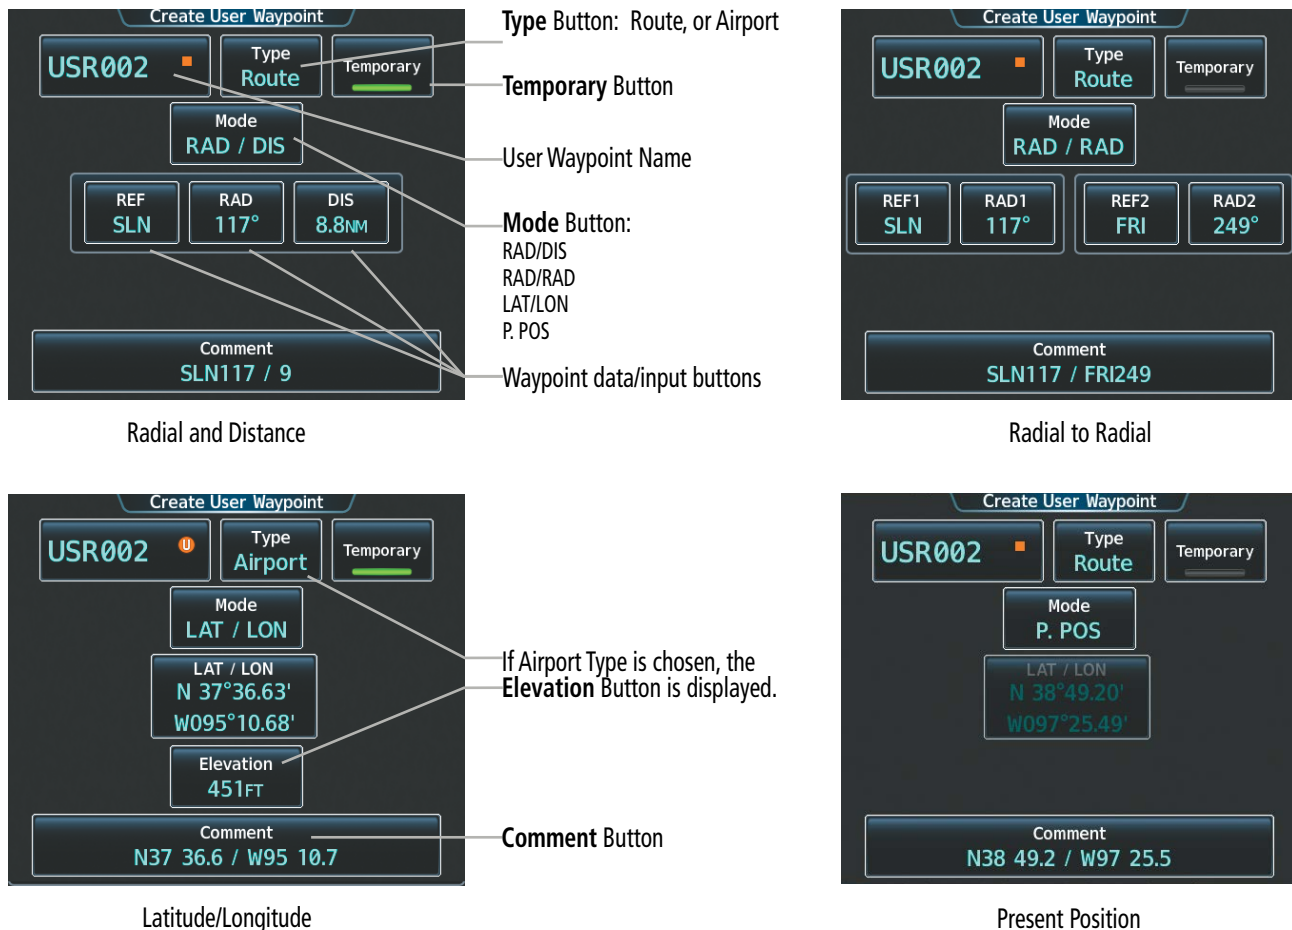 Create User Waypoint
USR002
Type
Route
Temporary
Mode
RAD / DIS
REF
SLN
RAD
117°
DIS
8.8NM
Comment
SLN117 / 9
Radial and Distance
Type Button: Route, or Airport
Temporary Button
User Waypoint Name
Mode Button:
RAD/DIS
RAD/RAD
LAT/LON
P. POS
Waypoint data/input buttons
Create User Waypoint
USR002
Type
Route
Temporary
Mode
RAD / RAD
REF1
SLN
RAD1
117°
REF2
FRI
RAD2
249°
Comment
SLN117 / FRI249
Radial to Radial
Create User Waypoint
USR002
U
Type
Airport
Temporary
Mode
LAT / LON
LAT / LON
N 37°36.63'
W095°10.68'
Elevation
451FT
Comment
N37 36.6 / W95 10.7
Latitude/Longitude
If Airport Type is chosen, the
Elevation Button is displayed.
Comment Button
Create User Waypoint
USR002
Type
Route
Temporary
Mode
P. POS
LAT / LON
N 38°49.20'
W097°25.49'
Comment
N38 49.2 / W97 25.5
Present Position